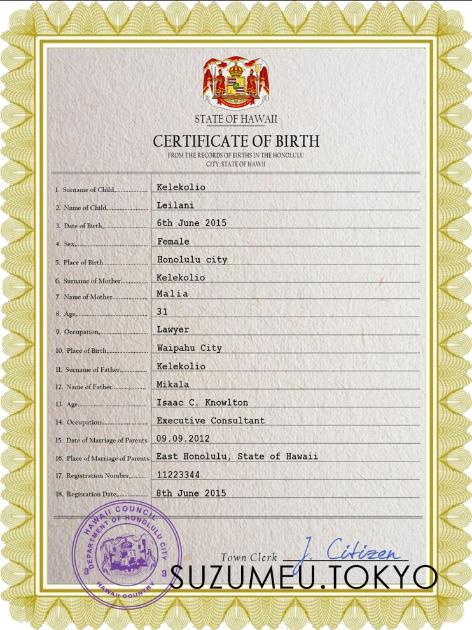 STATE OF HAWAII
CERTIFICATE OF BIRTH
FROM THE RECORDS OF BIRTHS IN THE HONOLULU
CITY, STATE OF HAWII
1. Surname of Child Kelekolio
2. Name of Child Leilani
3. Date of Birth 6th June 2015
4. Sex Female
5. Place of Birth Honolulu city
6. Surname of Mother Kelekolio
7. Name of Mother Malia
8. Age 31
9. Occupation Lawyer
10. Place of Birth Waipahu City
11. Surname of Father Kelekolio
12. Name of Father Mikala
13. Age Isaac C. Knowlton
14. Occupation Executive Consultant
15. Date of Marriage of Parents 09.09.2012
16. Place of Marriage of Parents East Honolulu, State of Hawaii
17. Registration Number 11223344
18. Registration Date 8th June 2015
HAWAII COUNCIL
DEPARTMENT OF HONOLULU CITY
3 3
HAWAII COUNTRY
Town Clerk J. Citizen
SUZUMEU.TOKYO